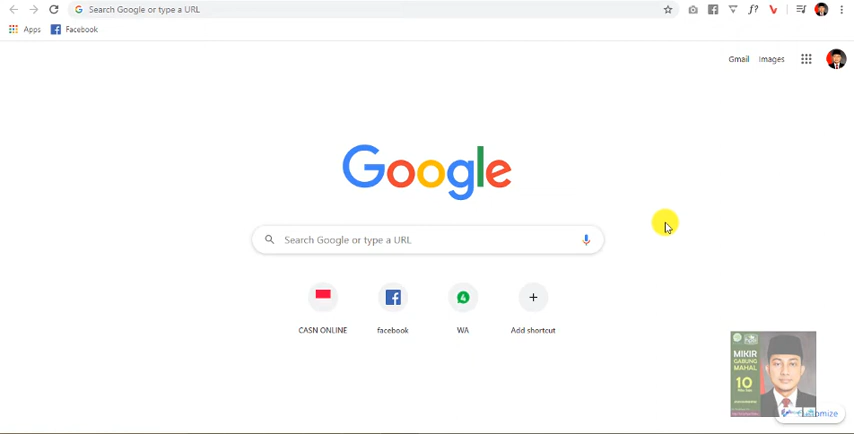 Search Google or type a URL
f?
Apps
Facebook
Gmail
Images
Google
Search Google or type a URL
4
CASN ONLINE
facebook
WA
Add shortcut
MIKIR
GABUNG
MAHAL
10